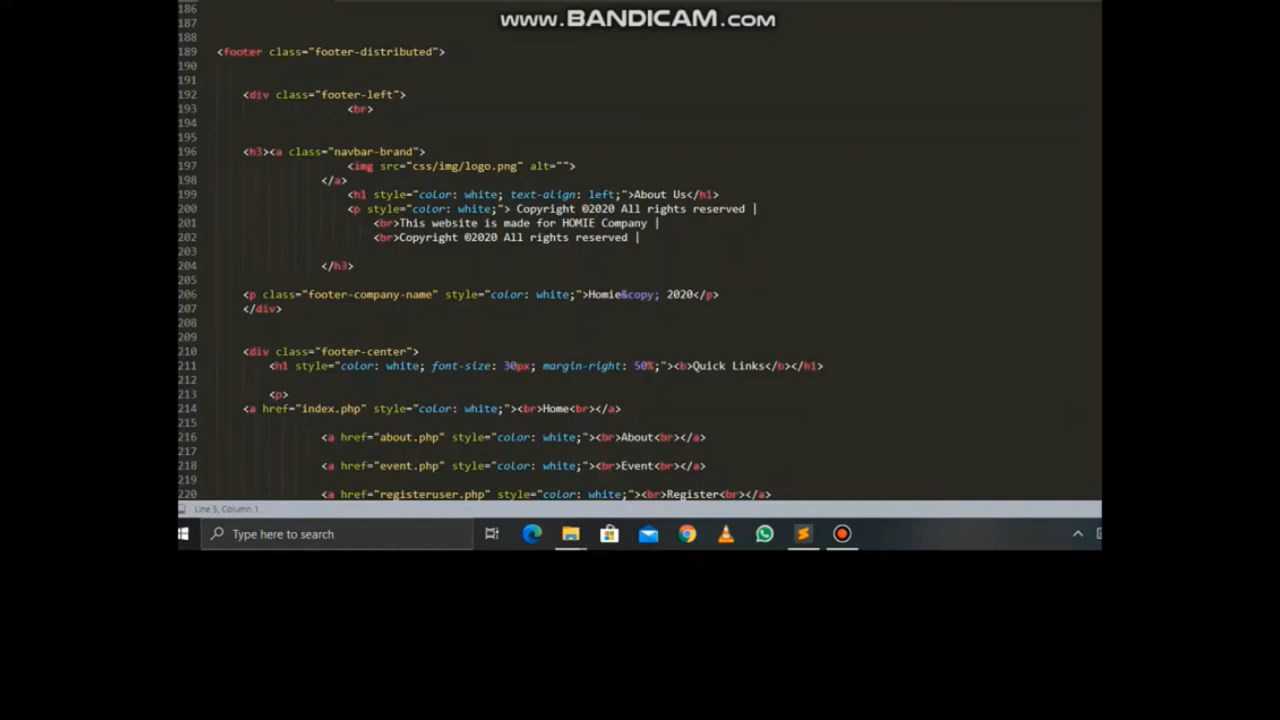 www.BANDICAM.com
186
187
188
189 <footer class="footer-distributed">
190
191
192 <div class="footer-left">
193 <br>
194
195
196 <h3><a class="navbar-brand">
197 <img src="css/img/logo.png" alt="">
198 </a>
199 <h1 style="color: white; text-align: left;">About Us</h1>
200 <p style="color: white;"> Copyright ©2020 All rights reserved |
201 <br>This website is made for HOMIE Company |
202 <br>Copyright ©2020 All rights reserved |
203
204 </h3>
205
206 <p class="footer-company-name" style="color: white;">Homie&copy; 2020</p>
207 </div>
208
209
210 <div class="footer-center">
211 <h1 style="color: white; font-size: 30px; margin-right: 50%;"><b>Quick Links</b></h1>
212
213 <p>
214 <a href="index.php" style="color: white;"><br>Home<br></a>
215
216 <a href="about.php" style="color: white;"><br>About<br></a>
217
218 <a href="event.php" style="color: white;"><br>Event<br></a>
219
220 <a href="registeruser.php" style="color: white;"><br>Register<br></a>
Line 5, Column 1
Type here to search